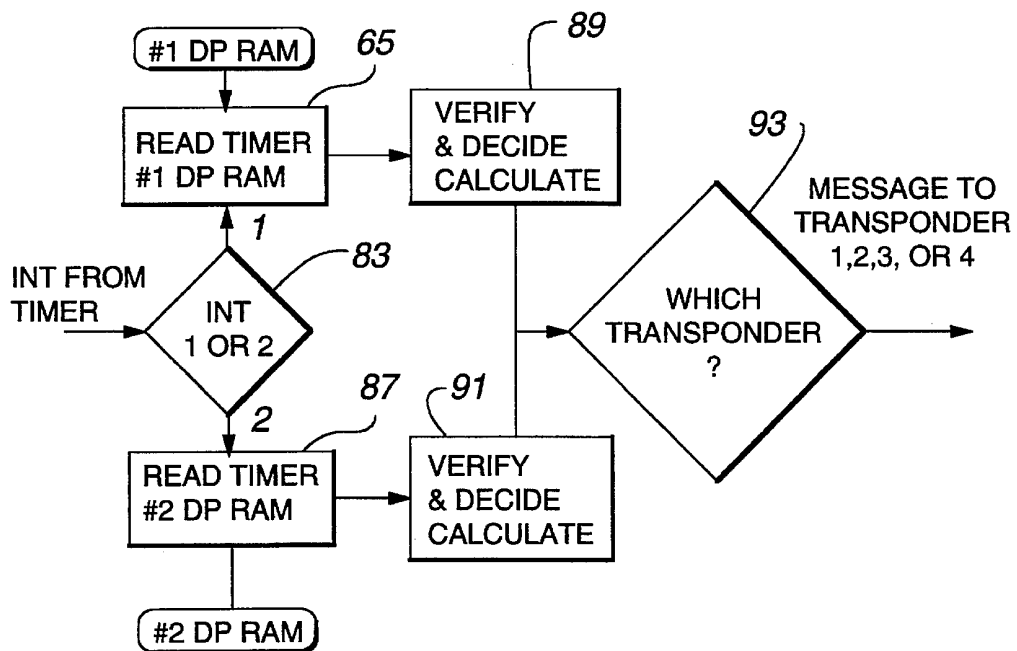 #1 DP RAM
65
READ TIMER
#1 DP RAM
89
VERIFY
& DECIDE
CALCULATE
93
MESSAGE TO
TRANSPONDER
1,2,3, OR 4
1
INT FROM
TIMER
83
INT
1 OR 2
WHICH
TRANSPONDER
?
2
87
READ TIMER
#2 DP RAM
91
VERIFY
& DECIDE
CALCULATE
#2 DP RAM